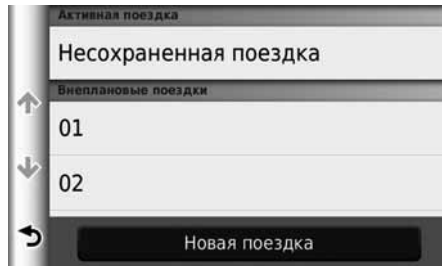 Активная поездка
Несохраненная поездка
Внеплановые поездки
01
02
Новая поездка